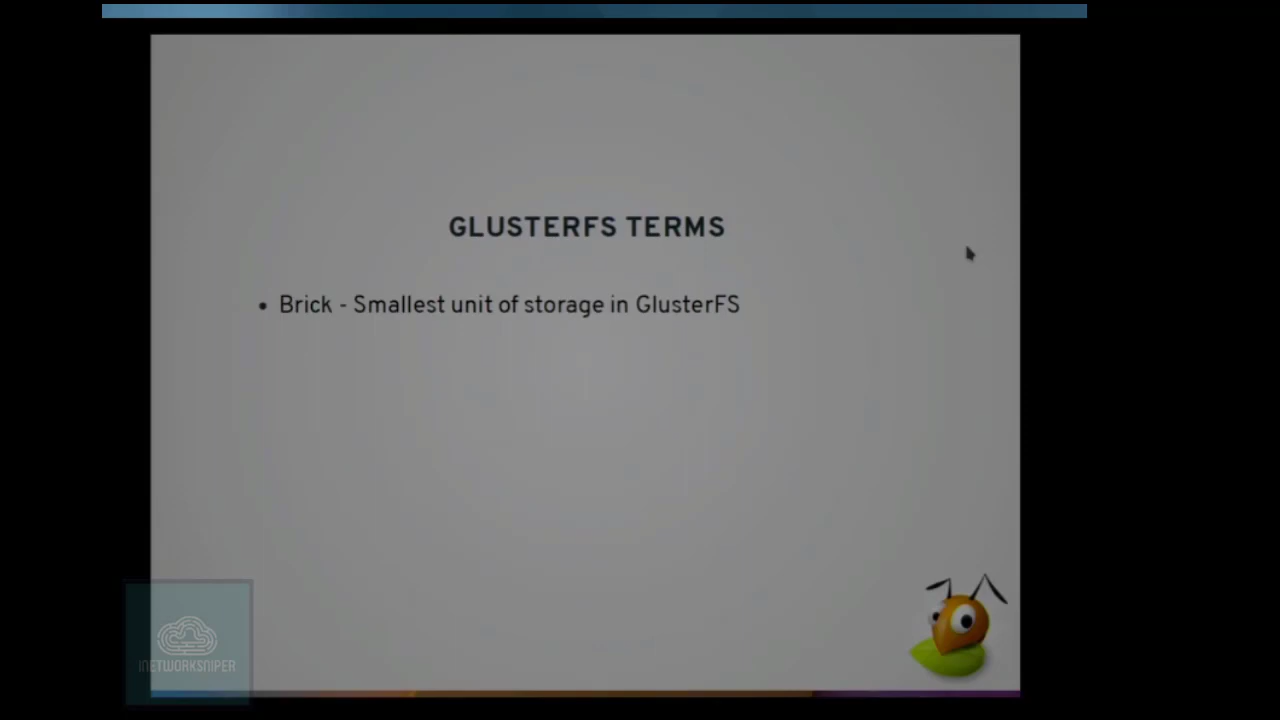 GLUSTERFS TERMS
• Brick - Smallest unit of storage in GlusterFS
INETWORKSNIPER